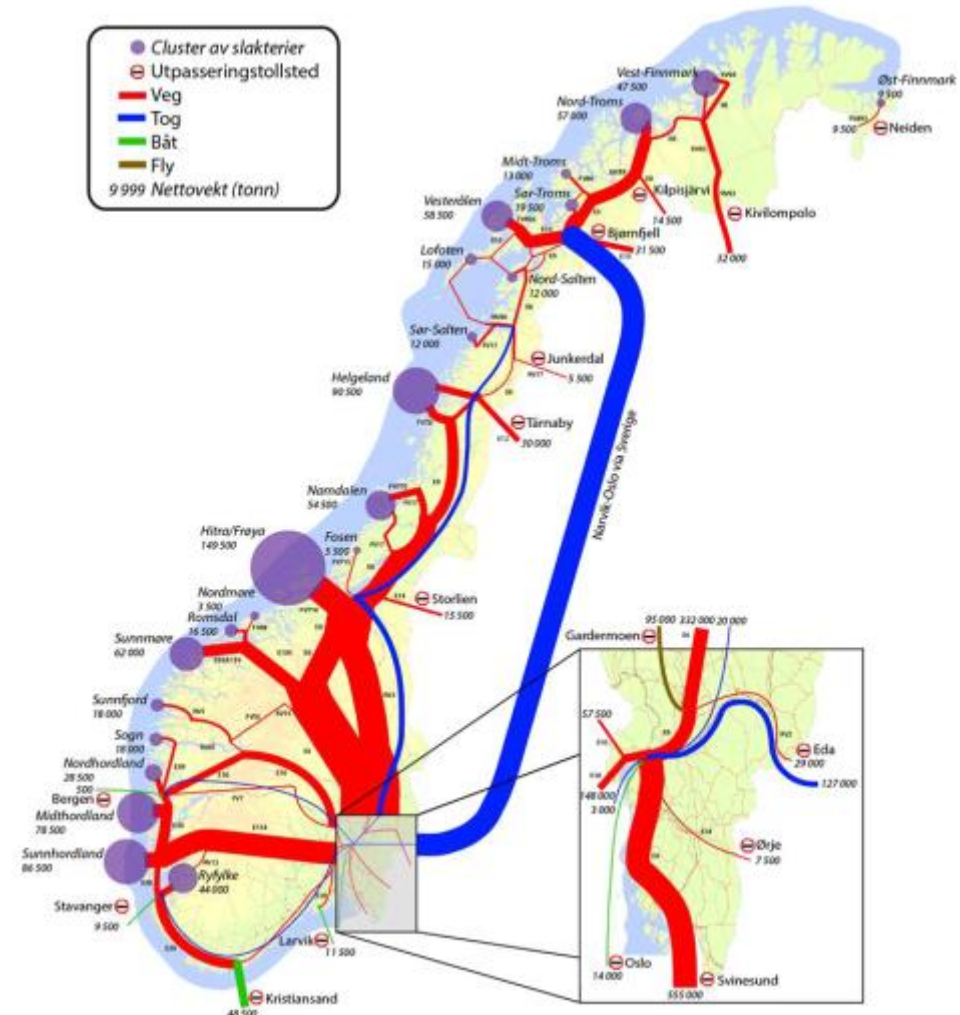 Cluster av slakterier
Utpasseringstollsted
Veg
Tog
Båt
Fly
9 999 Nettovekt (tonn)
Vest-Finnmark
47 500
Øst-Finnmark
9 500
9 500
Neiden
Nord-Troms
57 000
Midt-Troms
13 000
Sør-Troms
Kilpisjärvi
14 500
Kivilompolo
32 000
Vesterålen
58 500
Bjørnfjell
31 500
Lofoten
15 000
Nord-Salten
12 000
Sør-Salten
12 000
Junkerdal
5 500
Helgeland
90 500
Tärnaby
30 000
Narvik-Oslo via Sverige
Namdalen
54 500
Hitra/Frøya
149 500
Fosen
5 500
Storlien
15 500
Nordmøre
3 500
Romsdal
16 500
Sunnmøre
62 000
Sunnfjord
18 000
Sogn
18 000
Nordhordland
28 500
500
Bergen
Midthordland
78 500
Sunnhordland
86 500
Ryfylke
44 000
Stavanger
9 500
Larvik
11 500
Kristiansand
48 500
95 000
332 000
20 000
Gardermoen
57 500
Eda
29 000
127 000
148 000
3 000
Ørje
7 500
Oslo
14 000
Svinesund
555 000